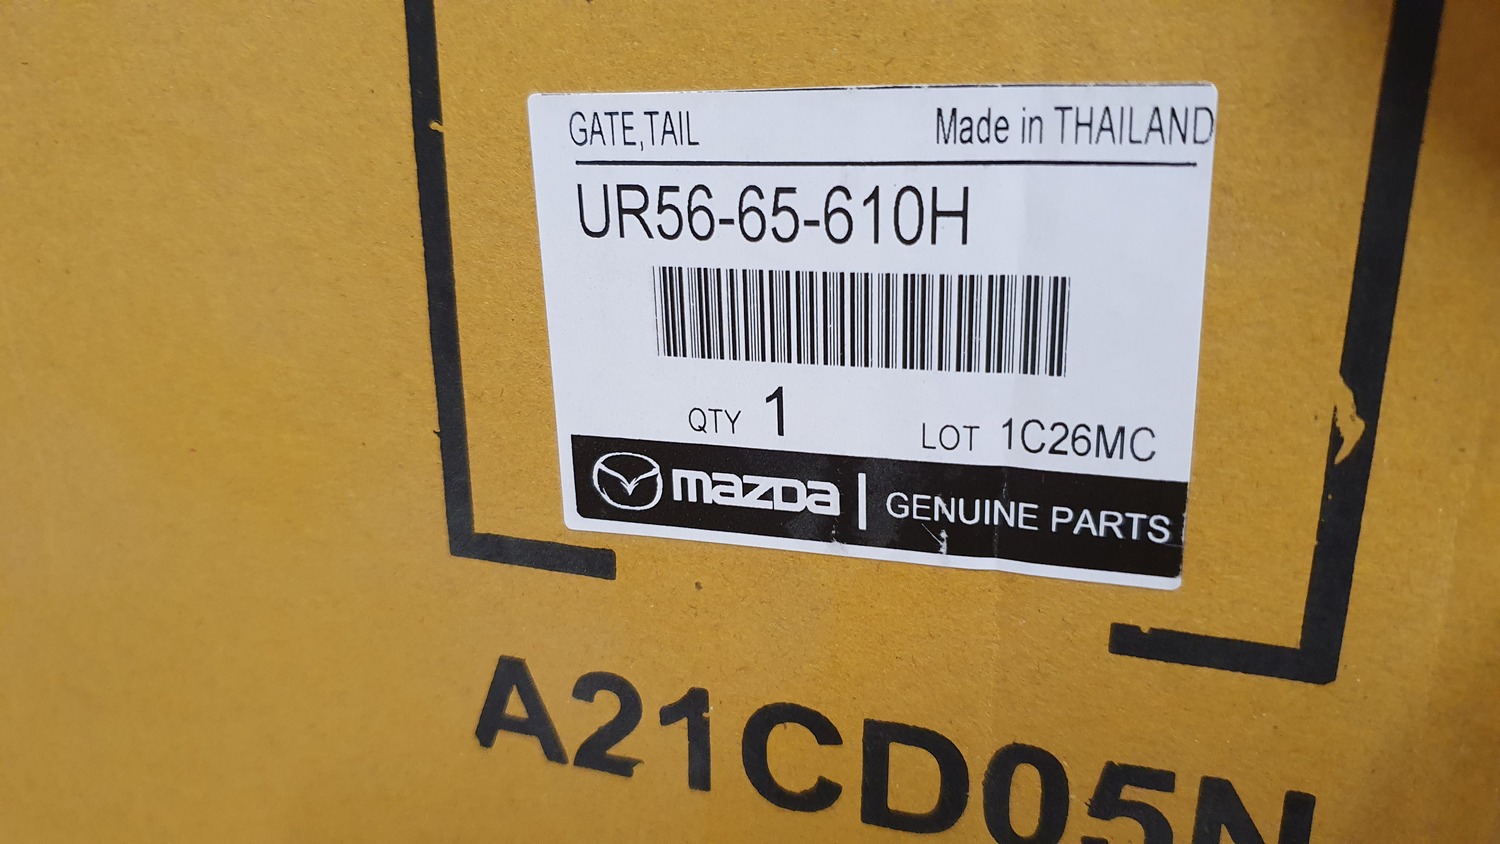 GATE,TAIL Made in THAILAND
UR56-65-610H
QTY 1 LOT 1C26MC
mazda | GENUINE PARTS
A21CD05N